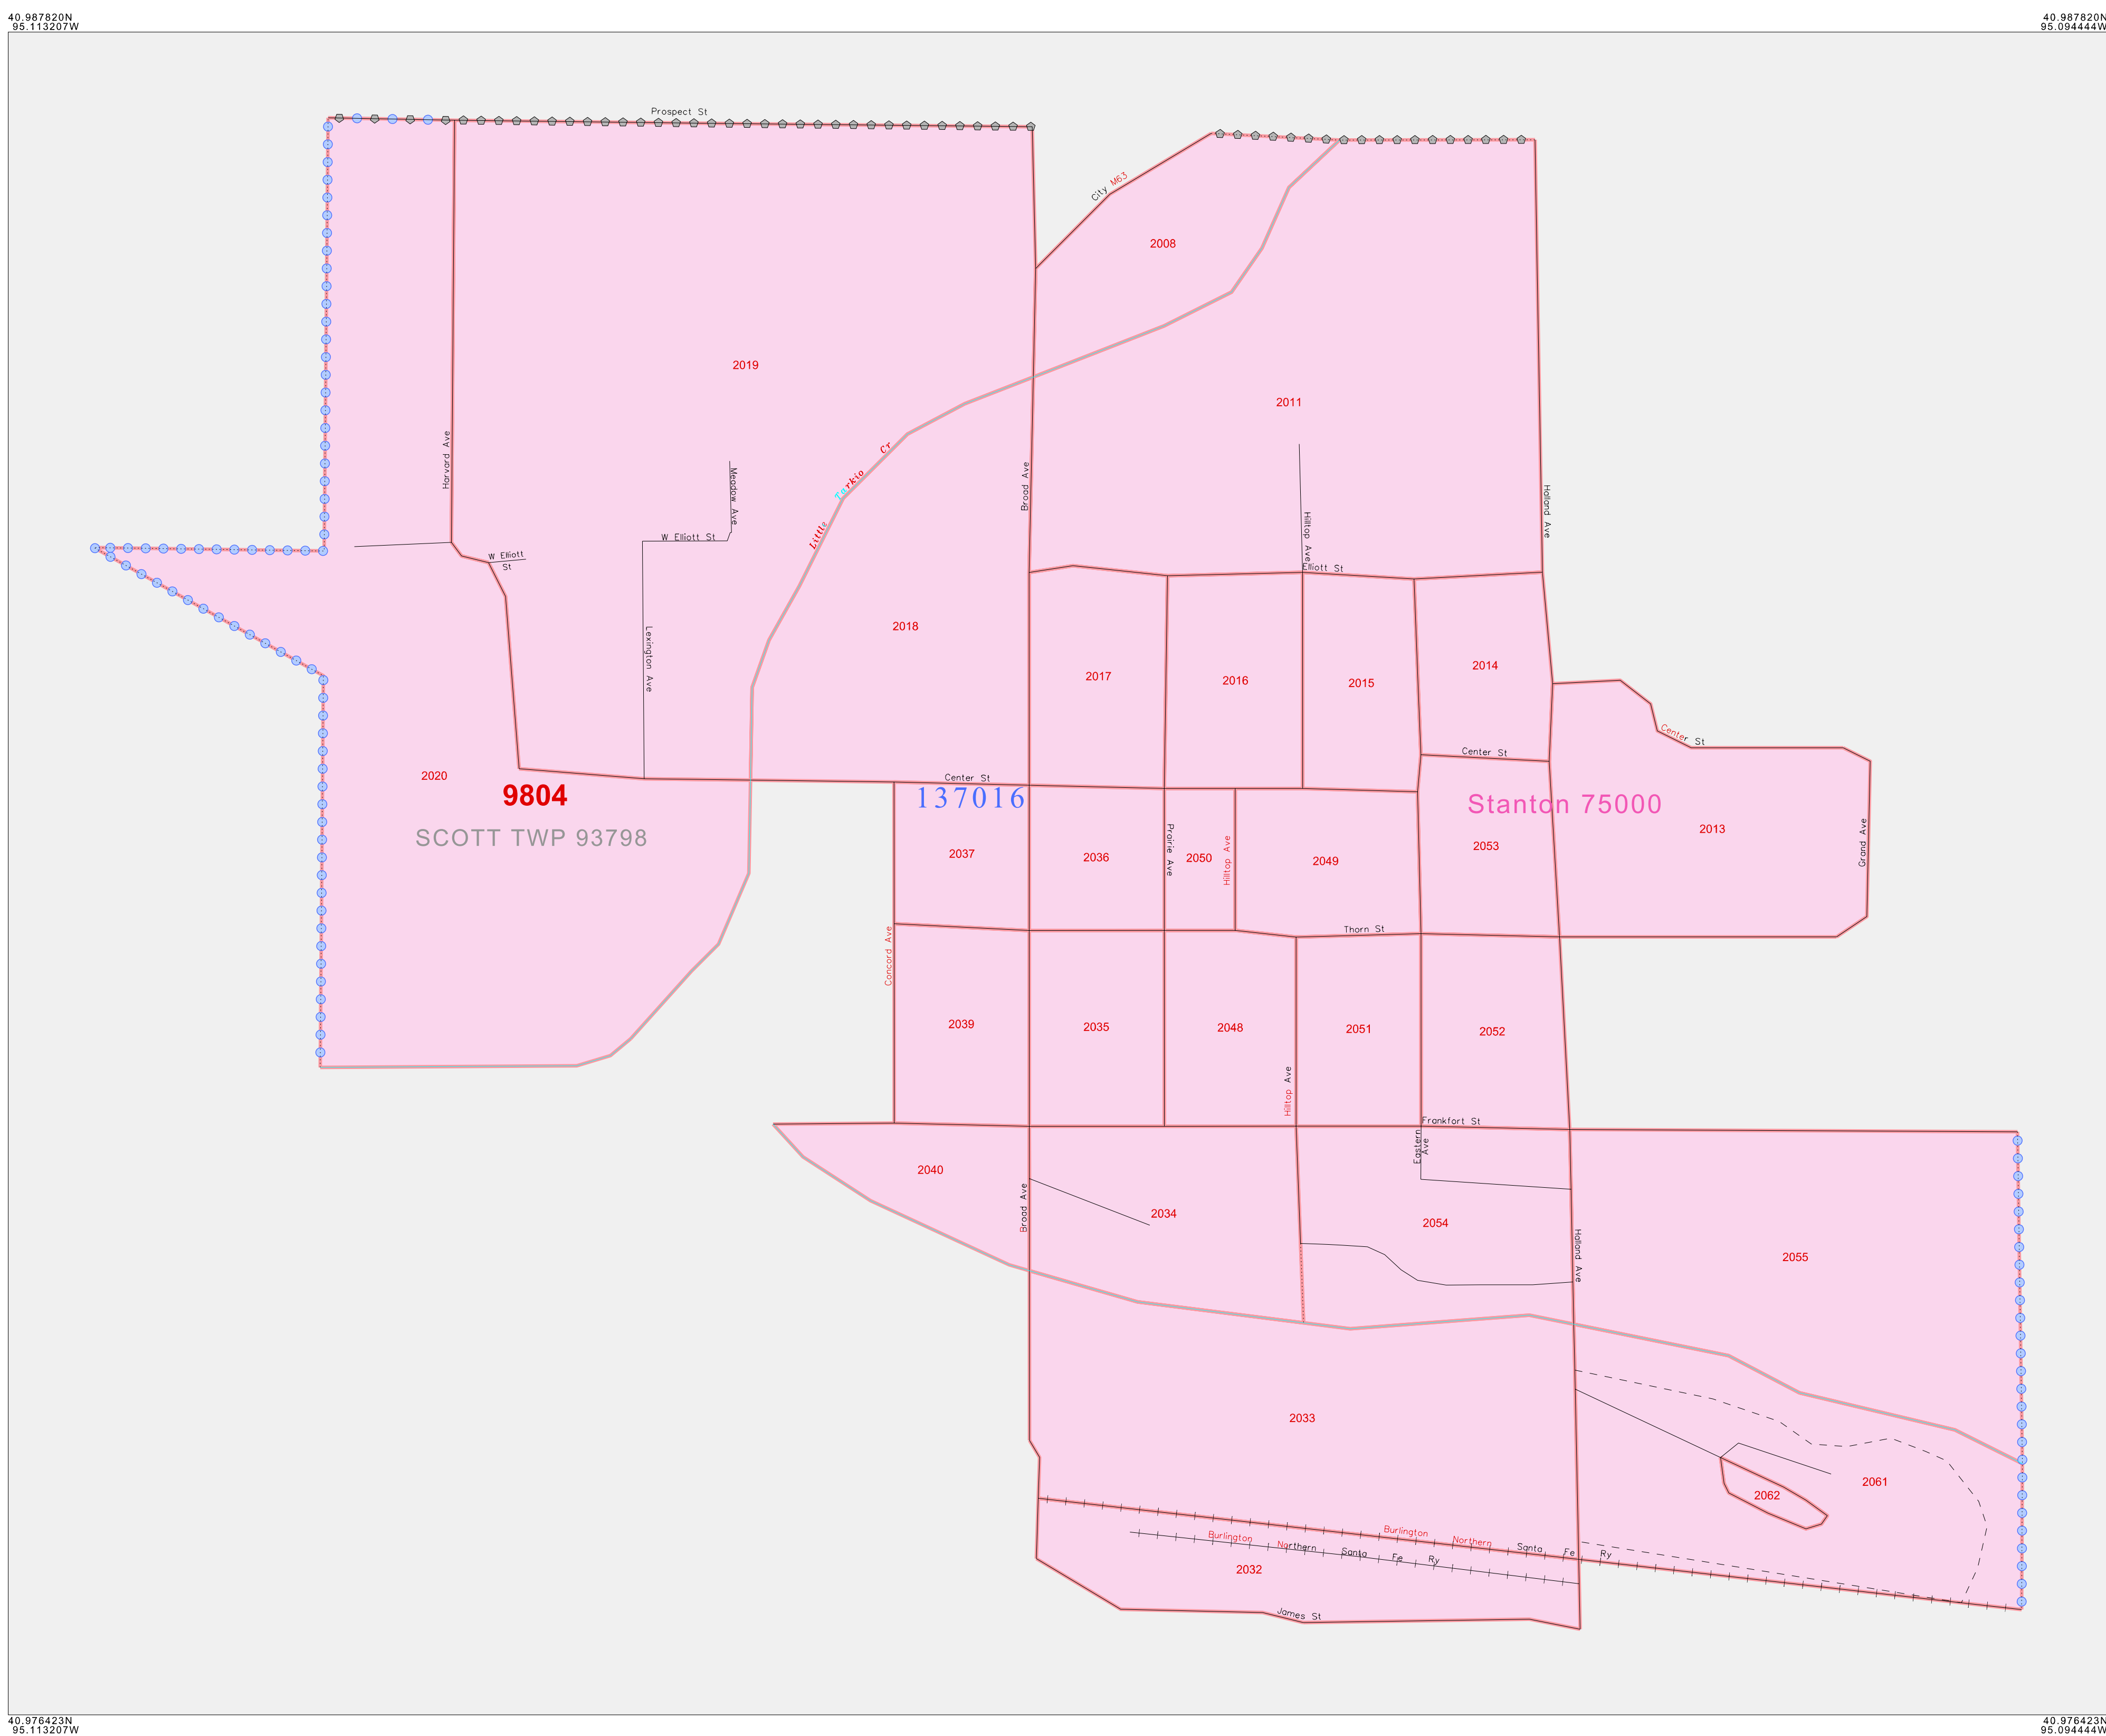 40.987820N
95.113207W
40.987820N
95.094444W
Prospect St
City M63
2008
2019
2011
Harvard Ave
Meadow Ave
Little Tarkio Cr
Broad Ave
Hilltop Ave
Holland Ave
W Elliott St
W Elliott
St
Elliott St
Lexington Ave
2018
2017
2016
2015
2014
Center St
Center St
Center St
2020
9804
137016
Stanton 75000
SCOTT TWP 93798
2013
Grand Ave
2037
2036
Prairie Ave
2050
Hilltop Ave
2049
2053
Thorn St
Concord Ave
2039
2035
2048
2051
2052
Hilltop Ave
Frankfort St
Eastern
Ave
2040
Broad Ave
2034
2054
Holland Ave
2055
2033
2061
2062
Burlington Northern Santa Fe Ry
Burlington Northern Santa Fe Ry
2032
James St
40.976423N
95.113207W
40.976423N
95.094444W